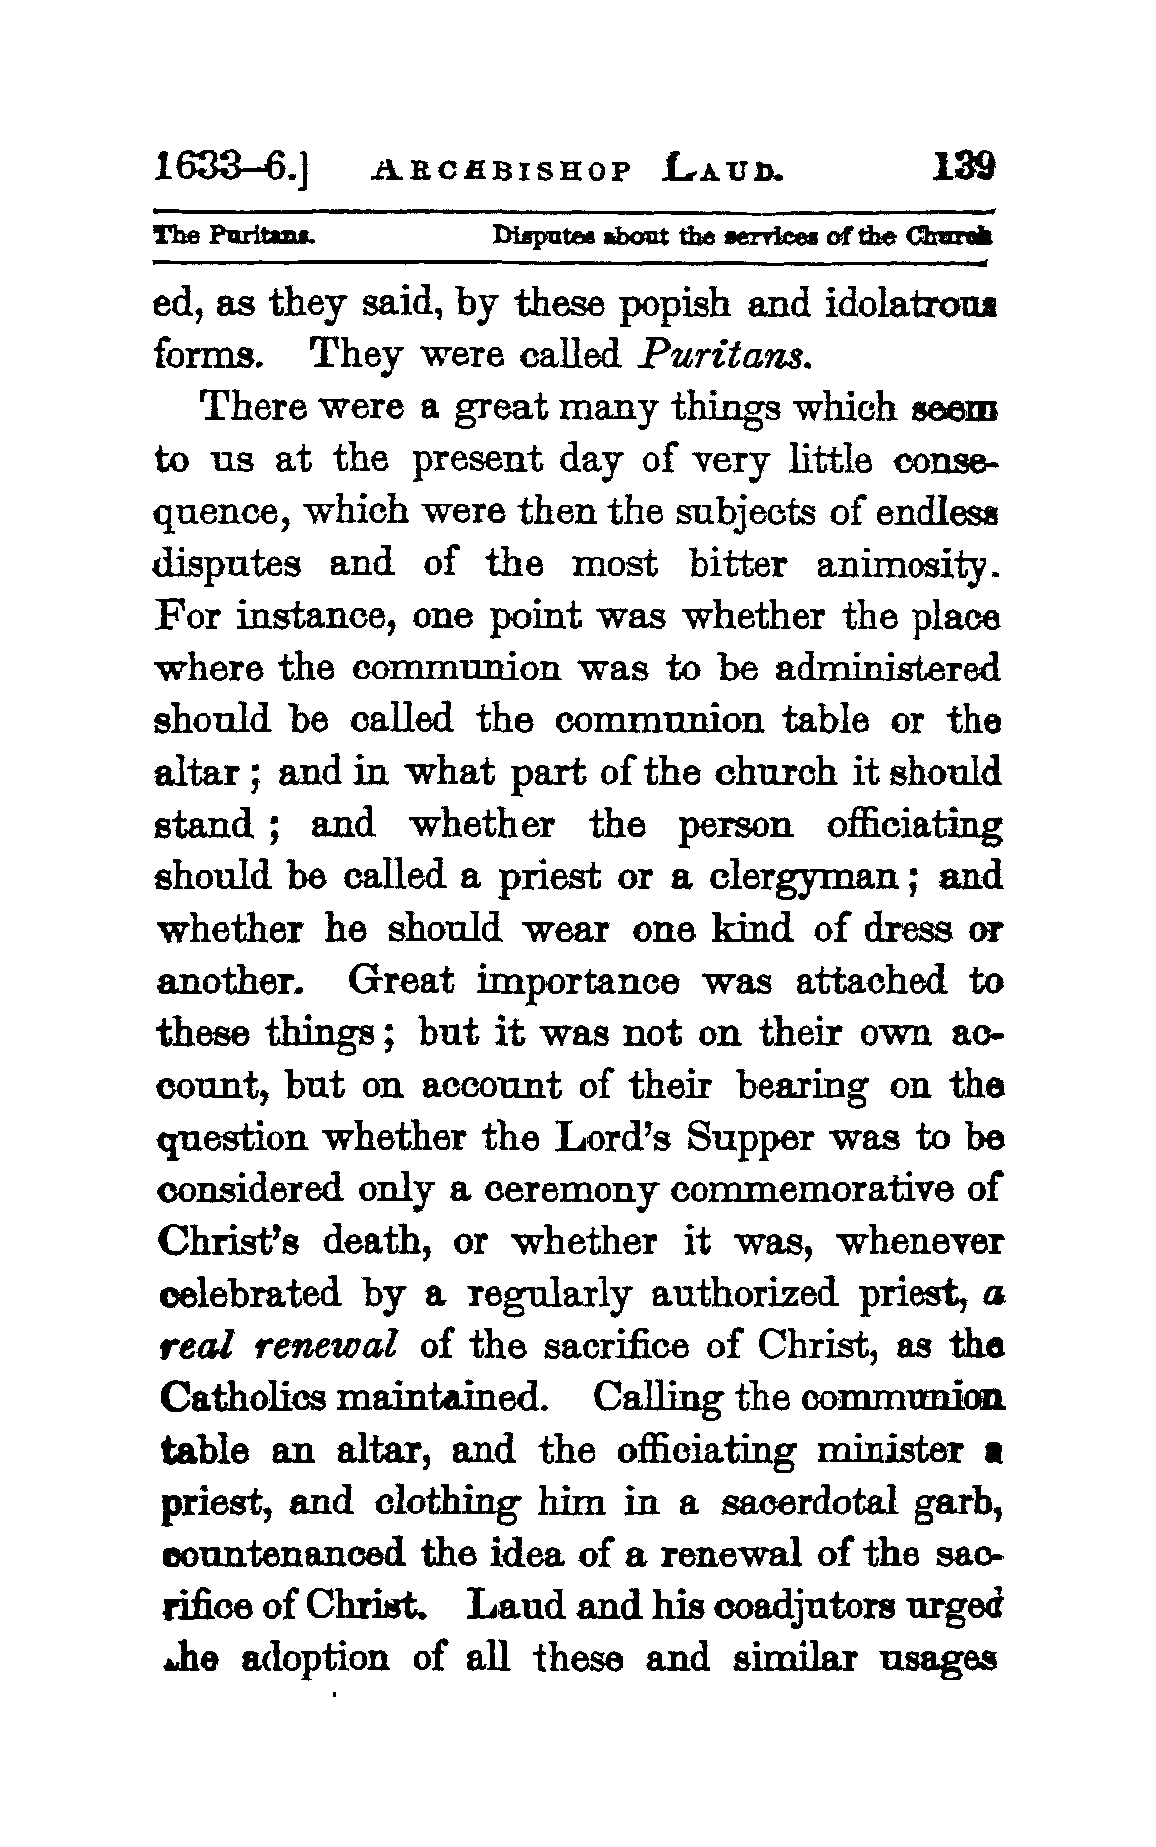 1633–6.] Archbishop Laud. 139
The Puritans. Disputes about the services of the Church
ed, as they said, by these popish and idolatrous
forms. They were called Puritans.
There were a great many things which seem
to us at the present day of very little conse-
quence, which were then the subjects of endless
disputes and of the most bitter animosity.
For instance, one point was whether the place
where the communion was to be administered
should be called the communion table or the
altar; and in what part of the church it should
stand; and whether the person officiating
should be called a priest or a clergyman; and
whether he should wear one kind of dress or
another. Great importance was attached to
these things; but it was not on their own ac-
count, but on account of their bearing on the
question whether the Lord's Supper was to be
considered only a ceremony commemorative of
Christ's death, or whether it was, whenever
celebrated by a regularly authorized priest, a
real renewal of the sacrifice of Christ, as the
Catholics maintained. Calling the communion
table an altar, and the officiating minister a
priest, and clothing him in a sacerdotal garb,
countenanced the idea of a renewal of the sac-
rifice of Christ. Laud and his coadjutors urged
the adoption of all these and similar usages